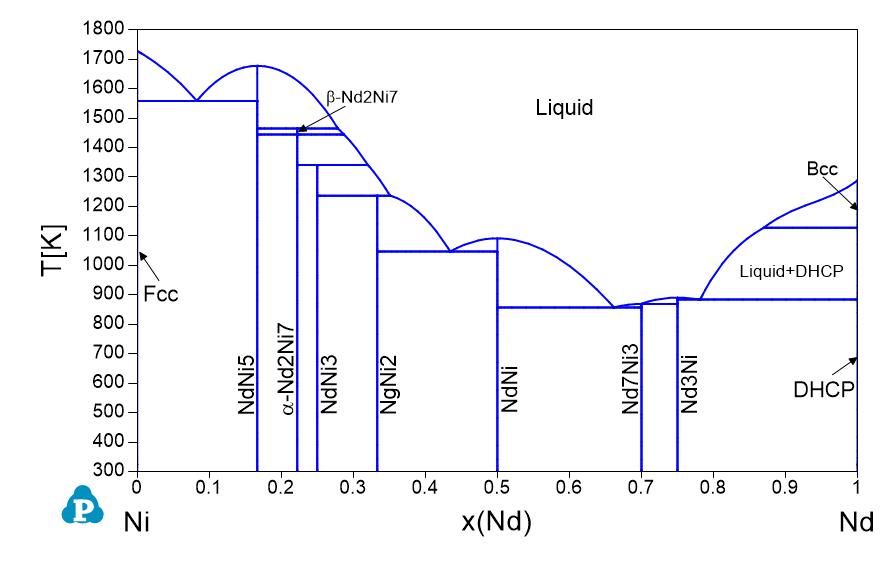 T[K]
1800
1700
1600
1500
1400
1300
1200
1100
1000
900
800
700
600
500
400
300
β-Nd2Ni7
Liquid
Bcc
Liquid+DHCP
Fcc
DHCP
NdNi5
α-Nd2Ni7
NdNi3
NgNi2
NdNi
Nd7Ni3
Nd3Ni
0 0.1 0.2 0.3 0.4 0.5 0.6 0.7 0.8 0.9 1
P
Ni x(Nd) Nd